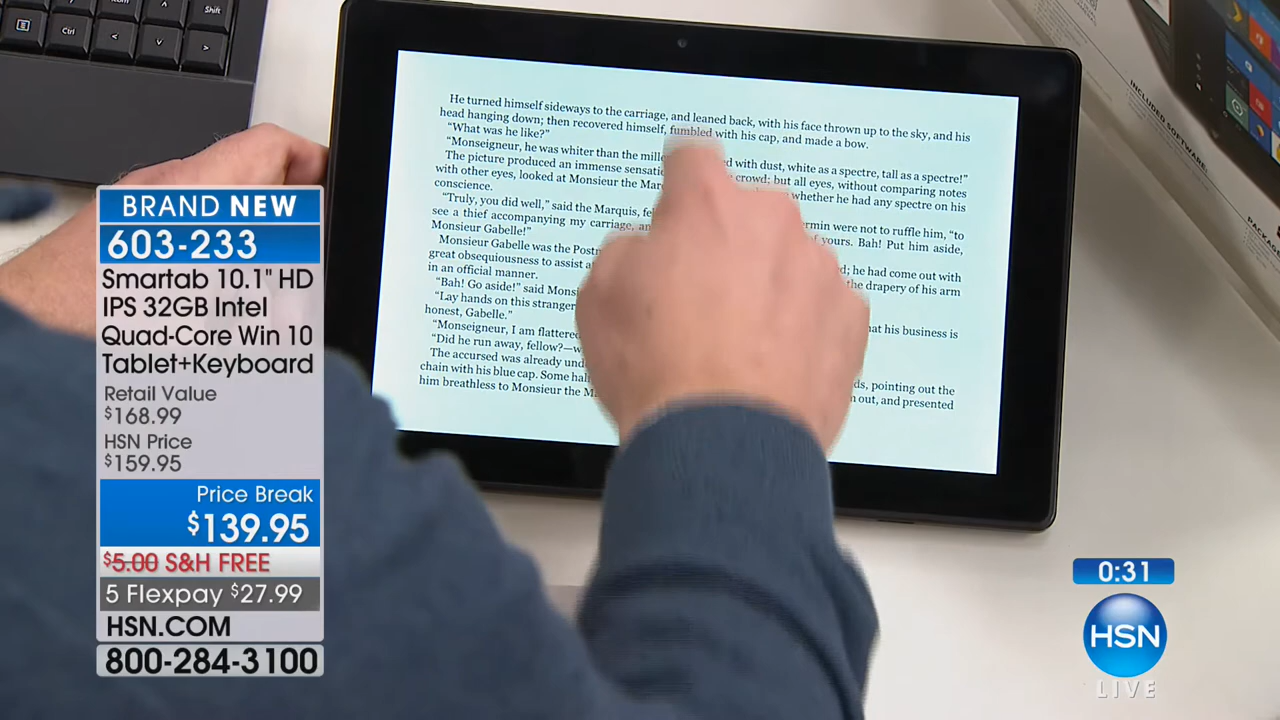 Shift
Ctrl
INCLUDED SOFTWARE:
He turned himself sideways to the carriage, and leaned back, with his face thrown up to the sky, and his
head hanging down; then recovered himself, fumbled with his cap, and made a bow.
“What was he like?”
“Monseigneur, he was whiter than the mille d with dust, white as a spectre, tall as a spectre!”
The picture produced an immense sensati crowd; but all eyes, without comparing notes
with other eyes, looked at Monsieur the Mar whether he had any spectre on his
conscience.
“Truly, you did well,” said the Marquis, fel rmin were not to ruffle him, “to
see a thief accompanying my carriage, an of yours. Bah! Put him aside,
Monsieur Gabelle!”
Monsieur Gabelle was the Postn d; he had come out with
great obsequiousness to assist a the drapery of his arm
in an official manner.
“Bah! Go aside!” said Monsi
“Lay hands on this stranger hat his business is
honest, Gabelle.”
“Monseigneur, I am flattere
“Did he run away, fellow?—w
The accursed was already und ds, pointing out the
chain with his blue cap. Some hal n out, and presented
him breathless to Monsieur the M
BRAND NEW
603-233
Smartab 10.1" HD
IPS 32GB Intel
Quad-Core Win 10
Tablet+Keyboard
Retail Value
$168.99
HSN Price
$159.95
Price Break
$139.95
$5.00 S&H FREE
5 Flexpay $27.99
HSN.COM
800-284-3100
0:31
HSN
LIVE